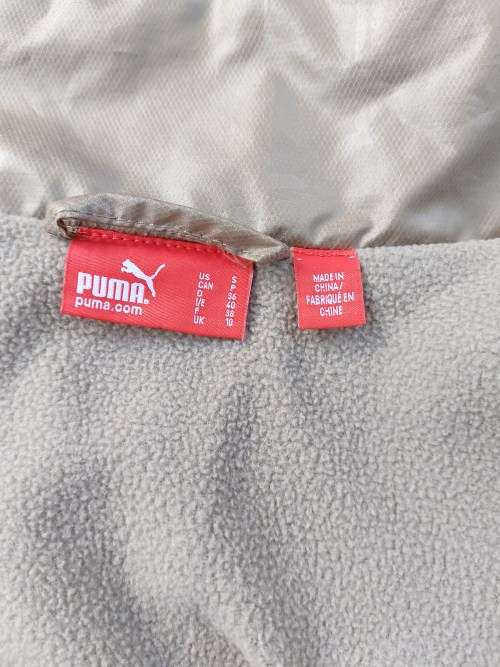 PUMA®
puma.com
US S
CAN P
D 36
I/E 40
F 38
UK 10
MADE IN
CHINA/
FABRIQUÉ EN
CHINE